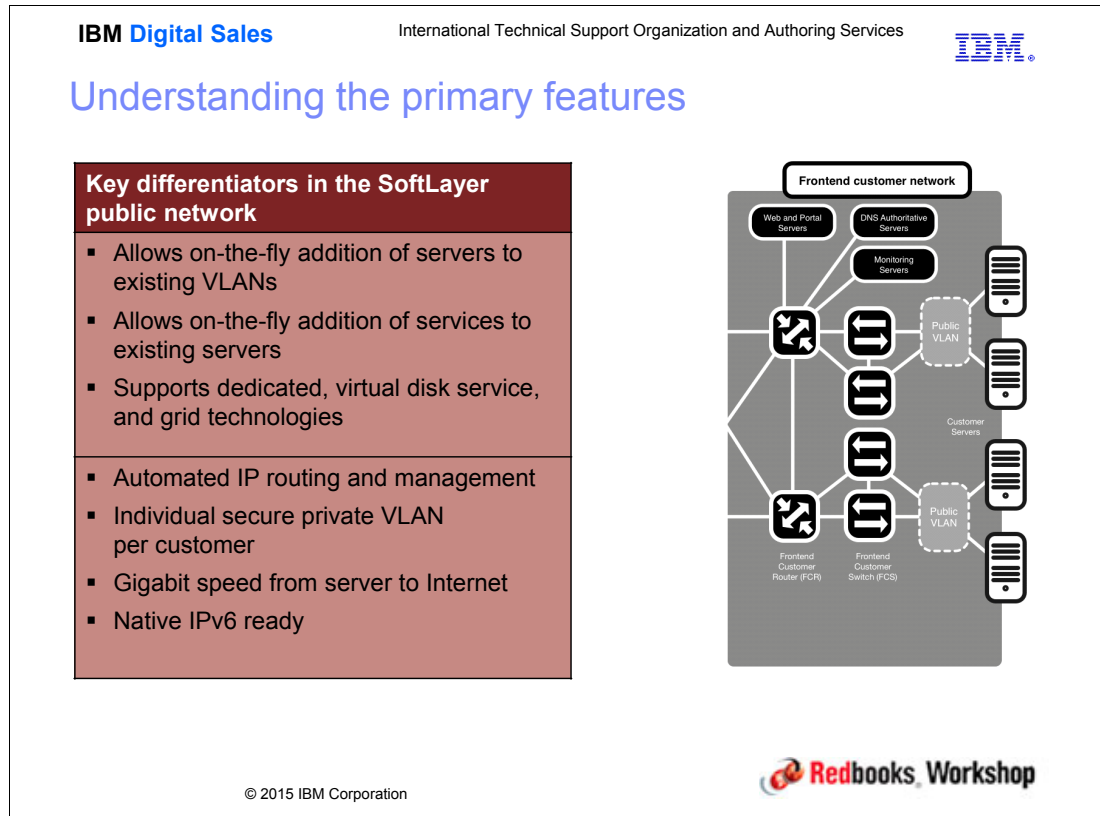 IBM Digital Sales
International Technical Support Organization and Authoring Services
IBM®
Understanding the primary features
Key differentiators in the SoftLayer
public network
▪ Allows on-the-fly addition of servers to
existing VLANs
▪ Allows on-the-fly addition of services to
existing servers
▪ Supports dedicated, virtual disk service,
and grid technologies
▪ Automated IP routing and management
▪ Individual secure private VLAN
per customer
▪ Gigabit speed from server to Internet
▪ Native IPv6 ready
Frontend customer network
Web and Portal
Servers
DNS Authoritative
Servers
Monitoring
Servers
Public
VLAN
Customer
Servers
Public
VLAN
Frontend
Customer
Router (FCR)
Frontend
Customer
Switch (FCS)
© 2015 IBM Corporation
Redbooks® Workshop